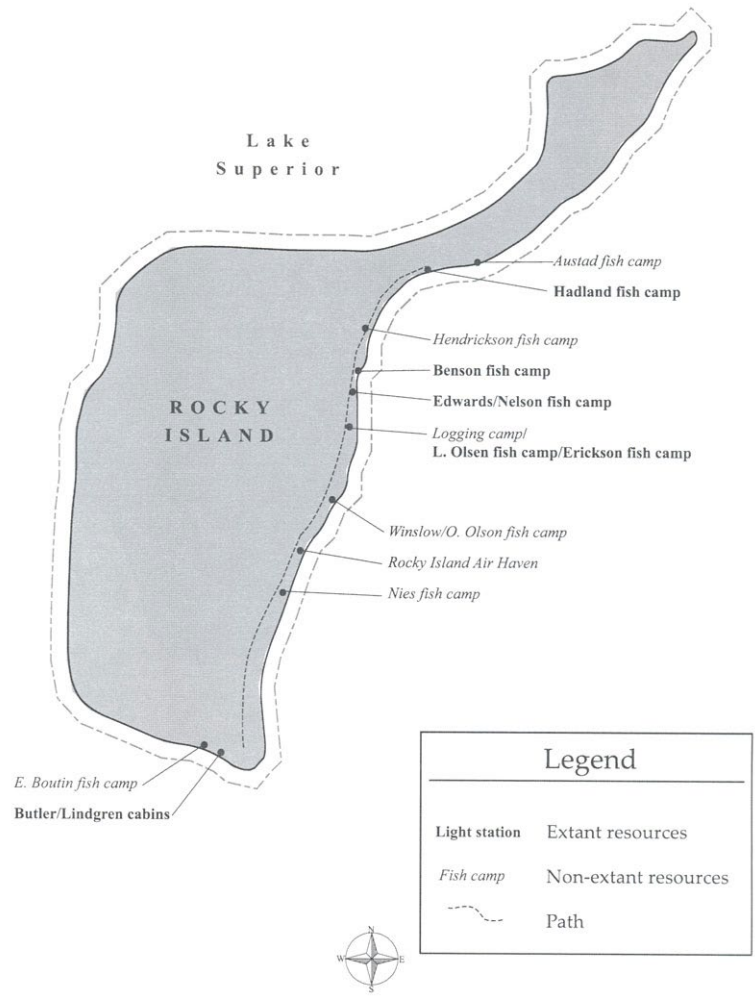 Lake
Superior
Austad fish camp
Hadland fish camp
Hendrickson fish camp
Benson fish camp
ROCKY
ISLAND
Edwards/Nelson fish camp
Logging camp/
L. Olsen fish camp/Erickson fish camp
Winslow/O. Olson fish camp
Rocky Island Air Haven
Nies fish camp
E. Boutin fish camp
Butler/Lindgren cabins
Legend
Light station Extant resources
Fish camp Non-extant resources
Path
N
W E
S